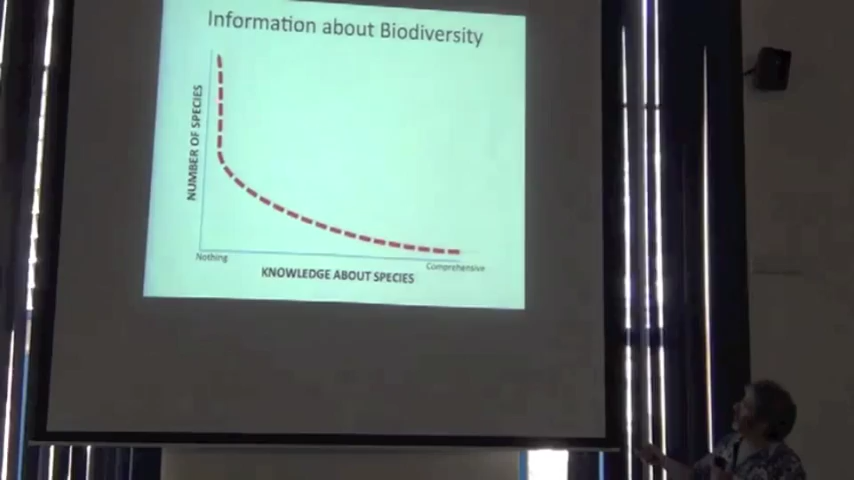 Information about Biodiversity
NUMBER OF SPECIES
Nothing
Comprehensive
KNOWLEDGE ABOUT SPECIES